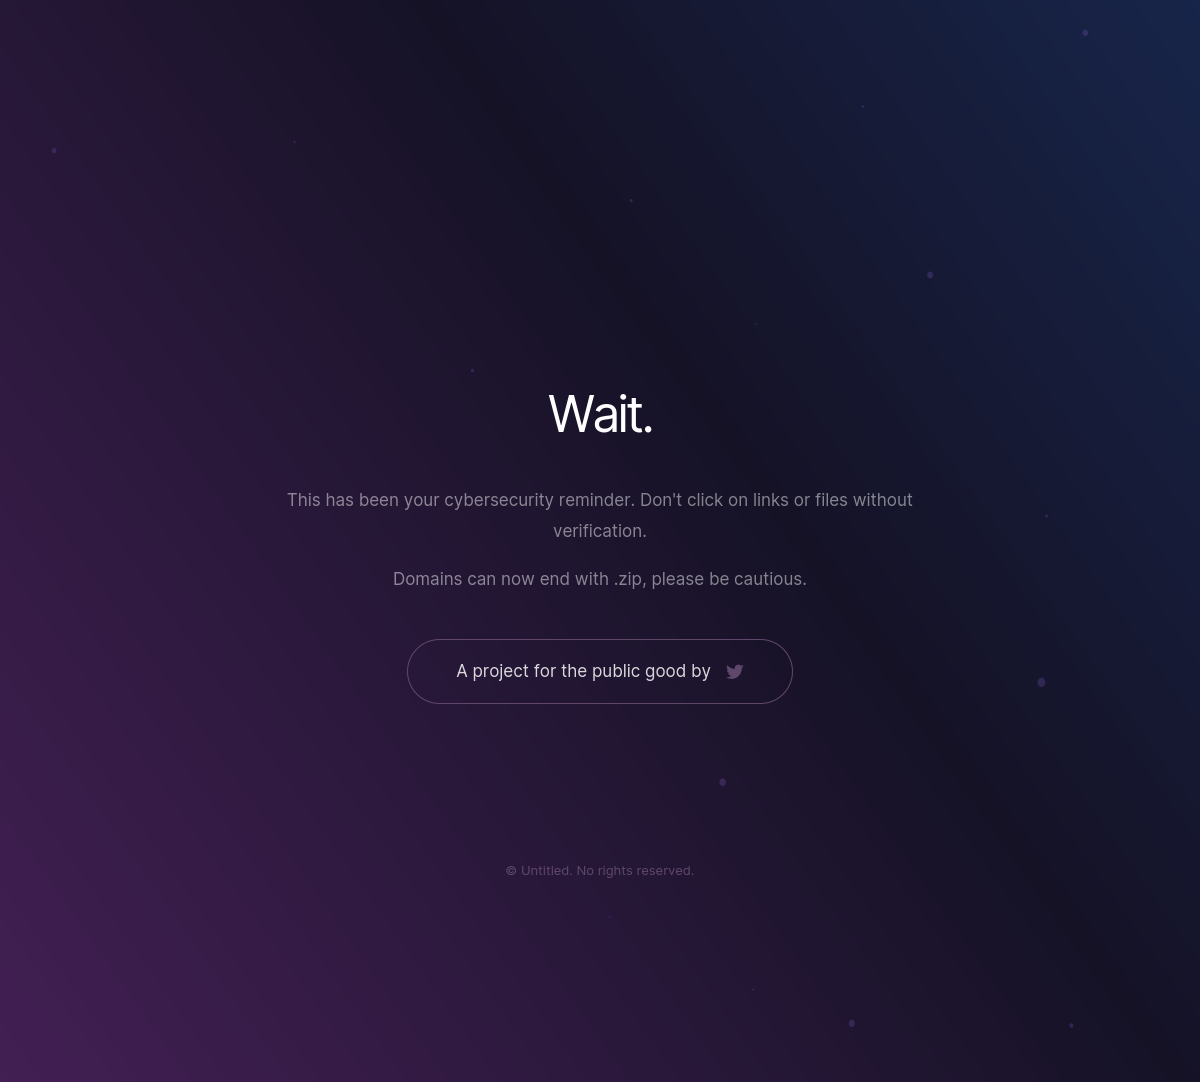 Wait.
This has been your cybersecurity reminder. Don't click on links or files without
verification.
Domains can now end with .zip, please be cautious.
A project for the public good by
© Untitled. No rights reserved.